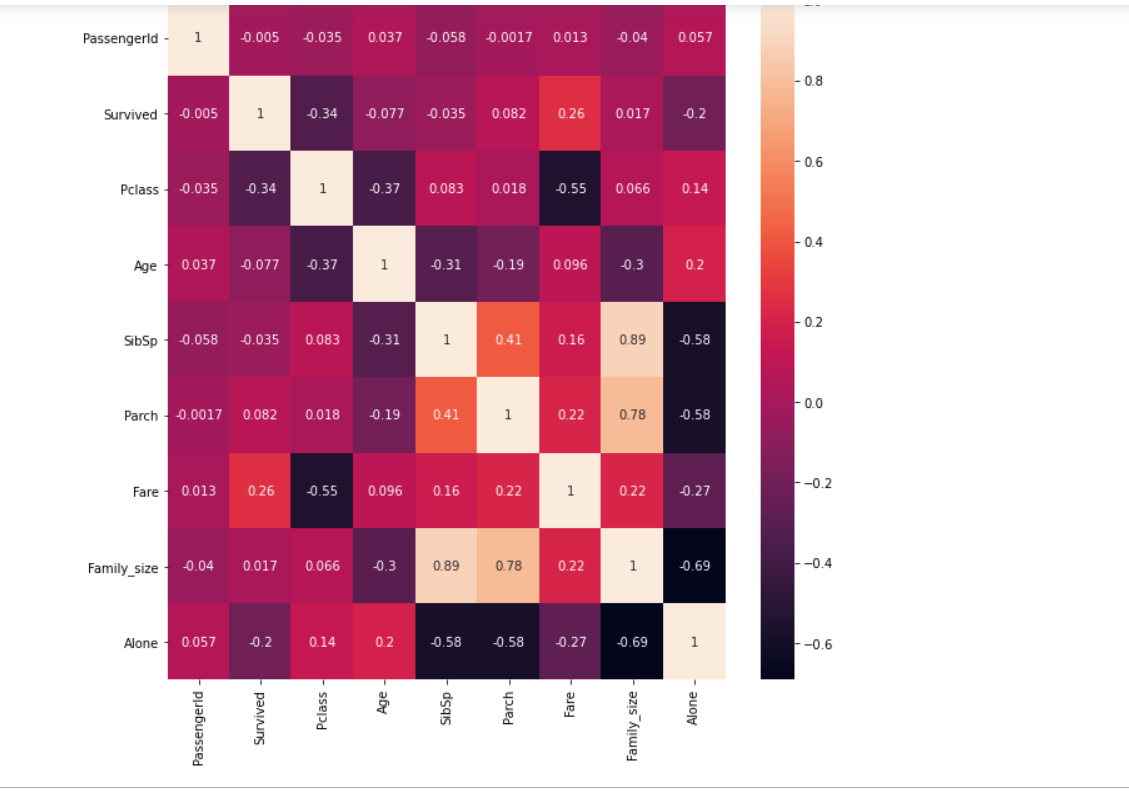 PassengerId 1 -0.005 -0.035 0.037 -0.058 -0.0017 0.013 -0.04 0.057
0.8
Survived -0.005 1 -0.34 -0.077 -0.035 0.082 0.26 0.017 -0.2
0.6
Pclass -0.035 -0.34 1 -0.37 0.083 0.018 -0.55 0.066 0.14
0.4
Age 0.037 -0.077 -0.37 1 -0.31 -0.19 0.096 -0.3 0.2
0.2
SibSp -0.058 -0.035 0.083 -0.31 1 0.41 0.16 0.89 -0.58
0.0
Parch -0.0017 0.082 0.018 -0.19 0.41 1 0.22 0.78 -0.58
−0.2
Fare 0.013 0.26 -0.55 0.096 0.16 0.22 1 0.22 -0.27
−0.4
Family_size -0.04 0.017 0.066 -0.3 0.89 0.78 0.22 1 -0.69
Alone 0.057 -0.2 0.14 0.2 -0.58 -0.58 -0.27 -0.69 1
−0.6
PassengerId Survived Pclass Age SibSp Parch Fare Family_size Alone